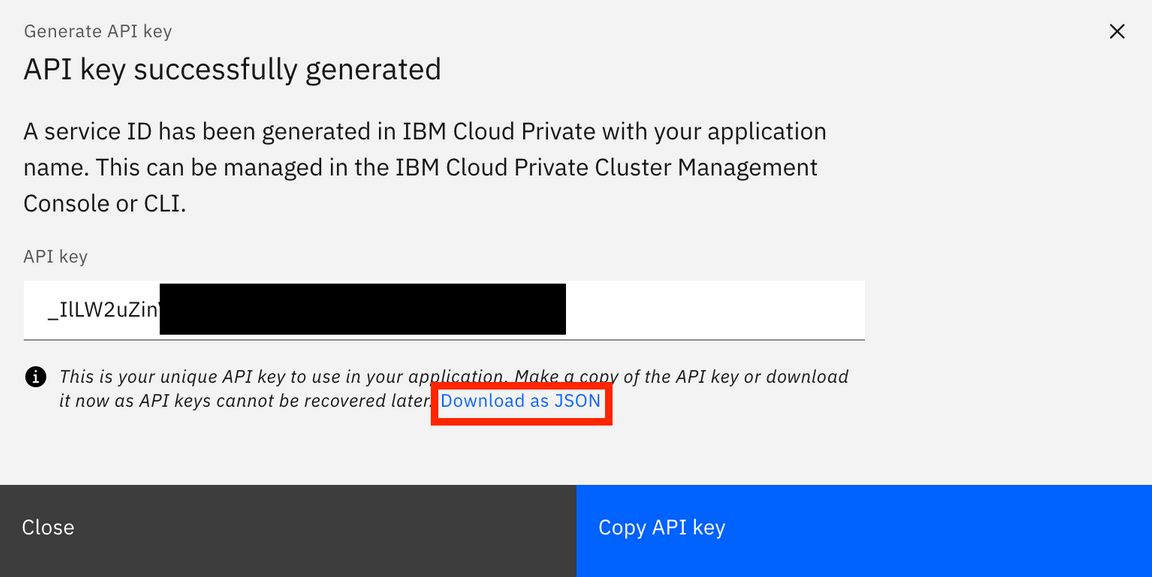 Generate API key
API key successfully generated
A service ID has been generated in IBM Cloud Private with your application
name. This can be managed in the IBM Cloud Private Cluster Management
Console or CLI.
API key
_IlLW2uZin
This is your unique API key to use in your application. Make a copy of the API key or download
it now as API keys cannot be recovered later. Download as JSON
Close
Copy API key